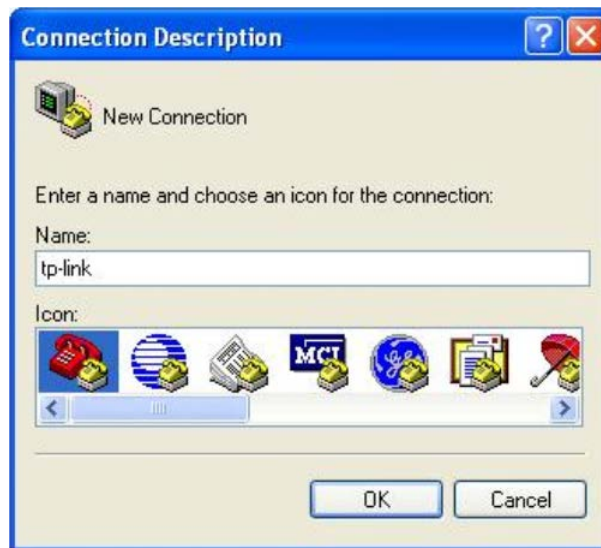 Connection Description
New Connection
Enter a name and choose an icon for the connection:
Name:
tp-link
Icon:
MCI
OK Cancel